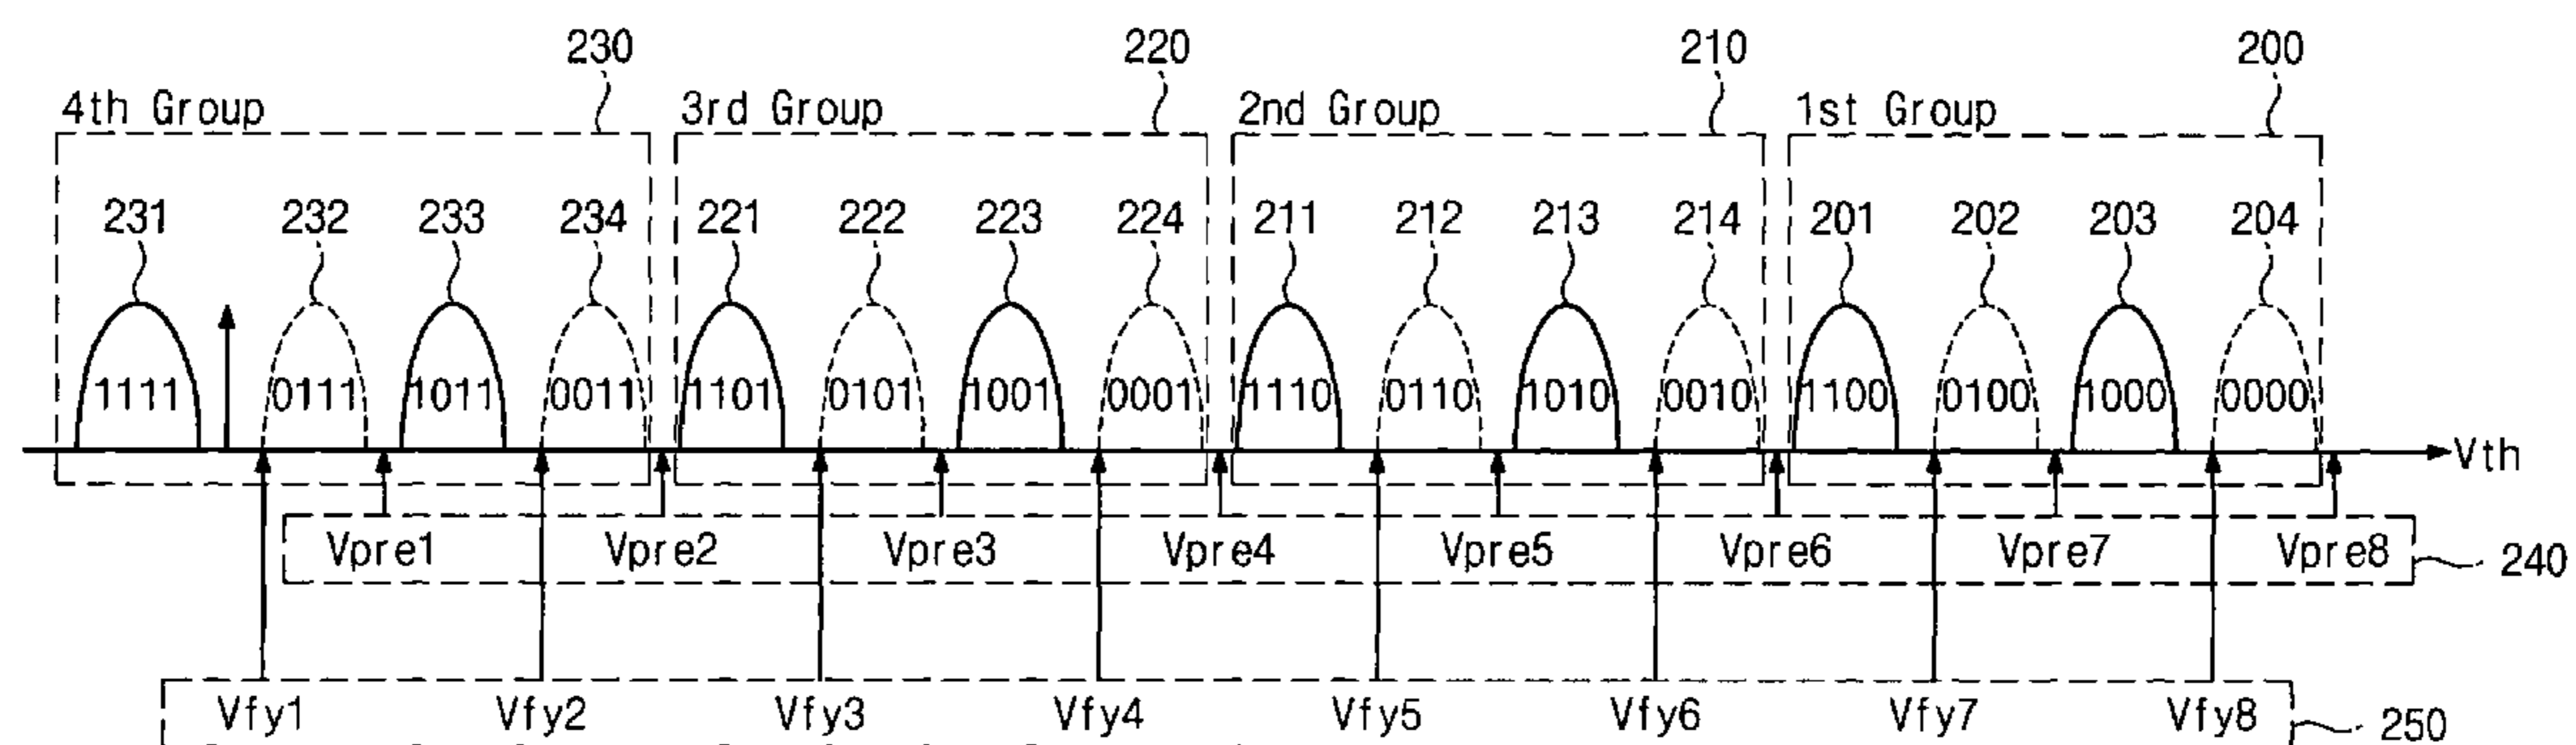 230 220 210 200
4th Group 3rd Group 2nd Group 1st Group
231 232 233 234 221 222 223 224 211 212 213 214 201 202 203 204
1111 0111 1011 0011 1101 0101 1001 0001 1110 0110 1010 0010 1100 0100 1000 0000
Vth
Vpre1 Vpre2 Vpre3 Vpre4 Vpre5 Vpre6 Vpre7 Vpre8 240
Vfy1 Vfy2 Vfy3 Vfy4 Vfy5 Vfy6 Vfy7 Vfy8 250